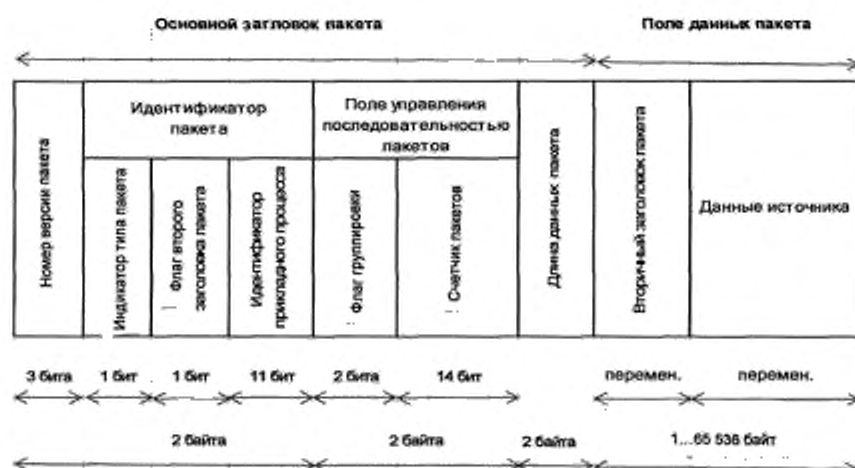 Основной загловок пакета
Поле данных пакета
Номер версии пакета
Идентификатор
пакета
Индикатор типа пакета
Флаг второго
заголовка пакета
Идентификатор
прикладного процесса
Поле управления
последовательностью
пакетов
Флаг группировки
Счетчик пакетов
Длина данных пакета
Вторичный заголовок пакета
Данные источника
3 бита
1 бит
1 бит
11 бит
2 бита
14 бит
перемен.
перемен.
2 байта
2 байта
2 байта
1...65 536 байт